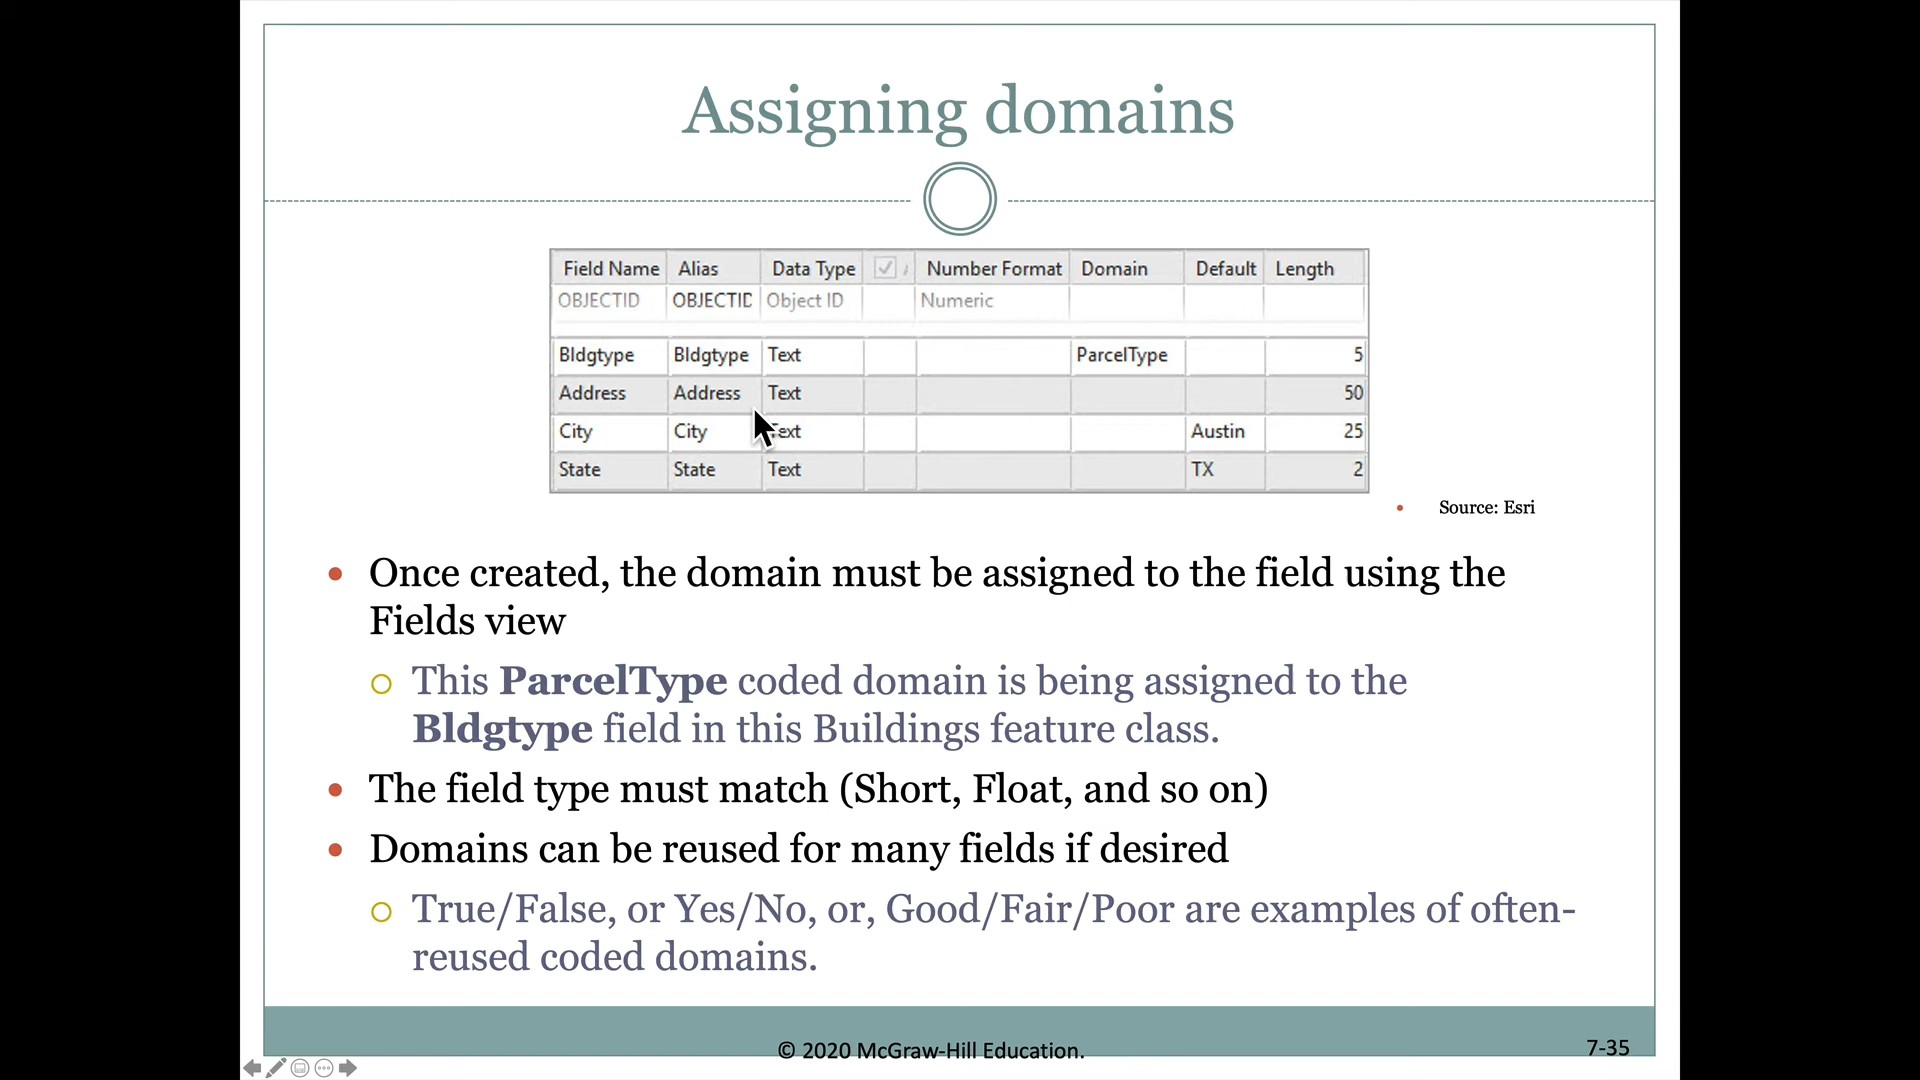 Assigning domains
Field Name Alias Data Type Number Format Domain Default Length
OBJECTID OBJECTID Object ID Numeric
Bldgtype Bldgtype Text ParcelType 5
Address Address Text 50
City City Text Austin 25
State State Text TX 2
• Source: Esri
• Once created, the domain must be assigned to the field using the
Fields view
○ This ParcelType coded domain is being assigned to the
Bldgtype field in this Buildings feature class.
• The field type must match (Short, Float, and so on)
• Domains can be reused for many fields if desired
○ True/False, or Yes/No, or, Good/Fair/Poor are examples of often-
reused coded domains.
© 2020 McGraw-Hill Education.
7-35